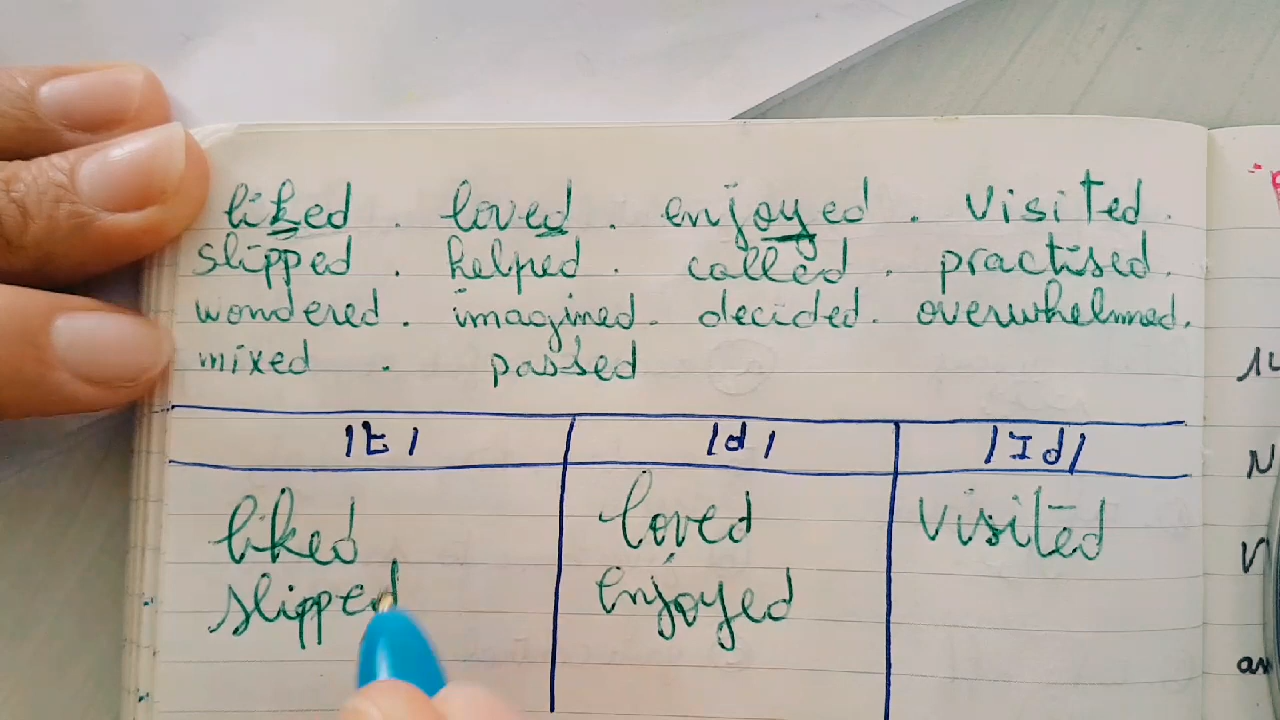 liked . loved . enjoyed . visited.
slipped . helped . called . practised.
wondered . imagined . decided . overwhelmed.
mixed . passed
/t/ /d/ /Id/
liked loved visited
slipped enjoyed